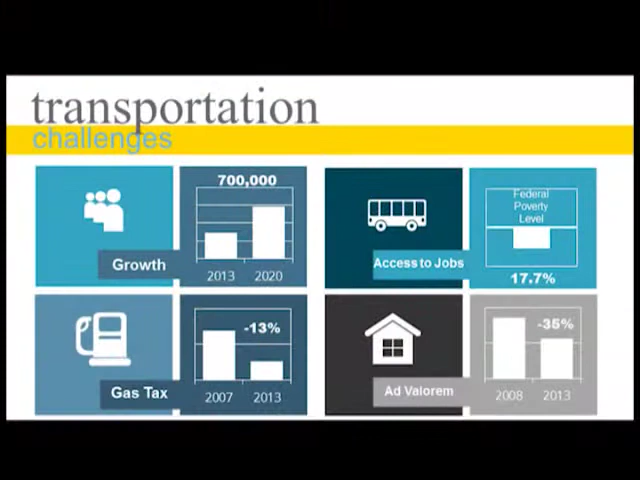 transportation
challenges
700,000
Growth
2013 2020
Federal
Poverty
Level
Access to Jobs
17.7%
-13%
Gas Tax
2007 2013
-35%
Ad Valorem
2008 2013